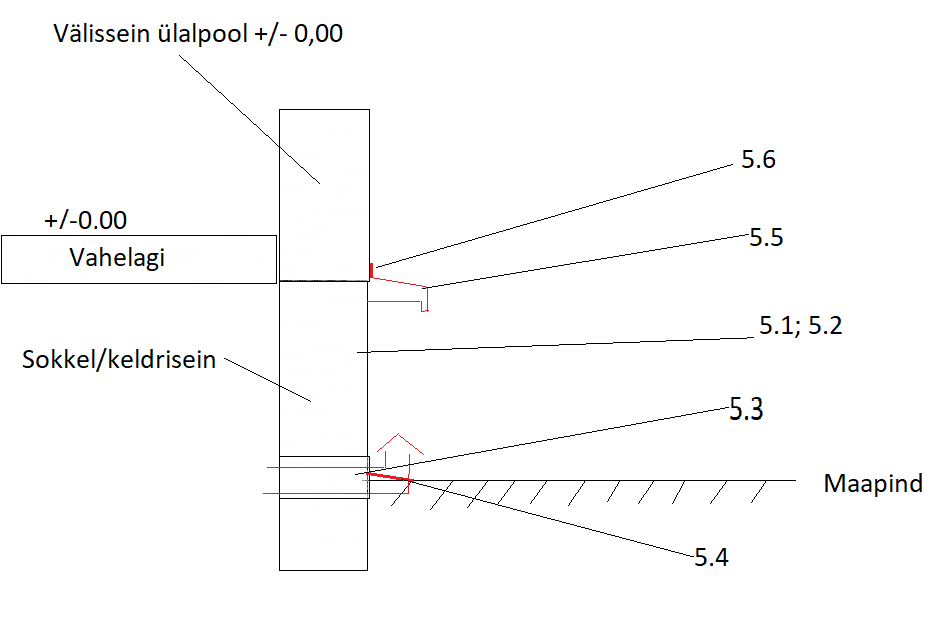 Välissein ülalpool +/- 0,00
5.6
+/-0.00
5.5
Vahelagi
5.1; 5.2
Sokkel/keldrisein
5.3
Maapind
5.4